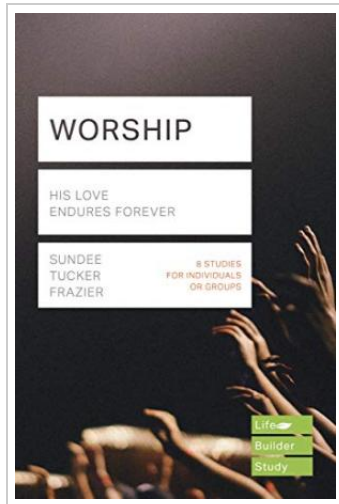 WORSHIP
HIS LOVE
ENDURES FOREVER
SUNDEE
TUCKER
FRAZIER
8 STUDIES
FOR INDIVIDUALS
OR GROUPS
Life
Builder
Study